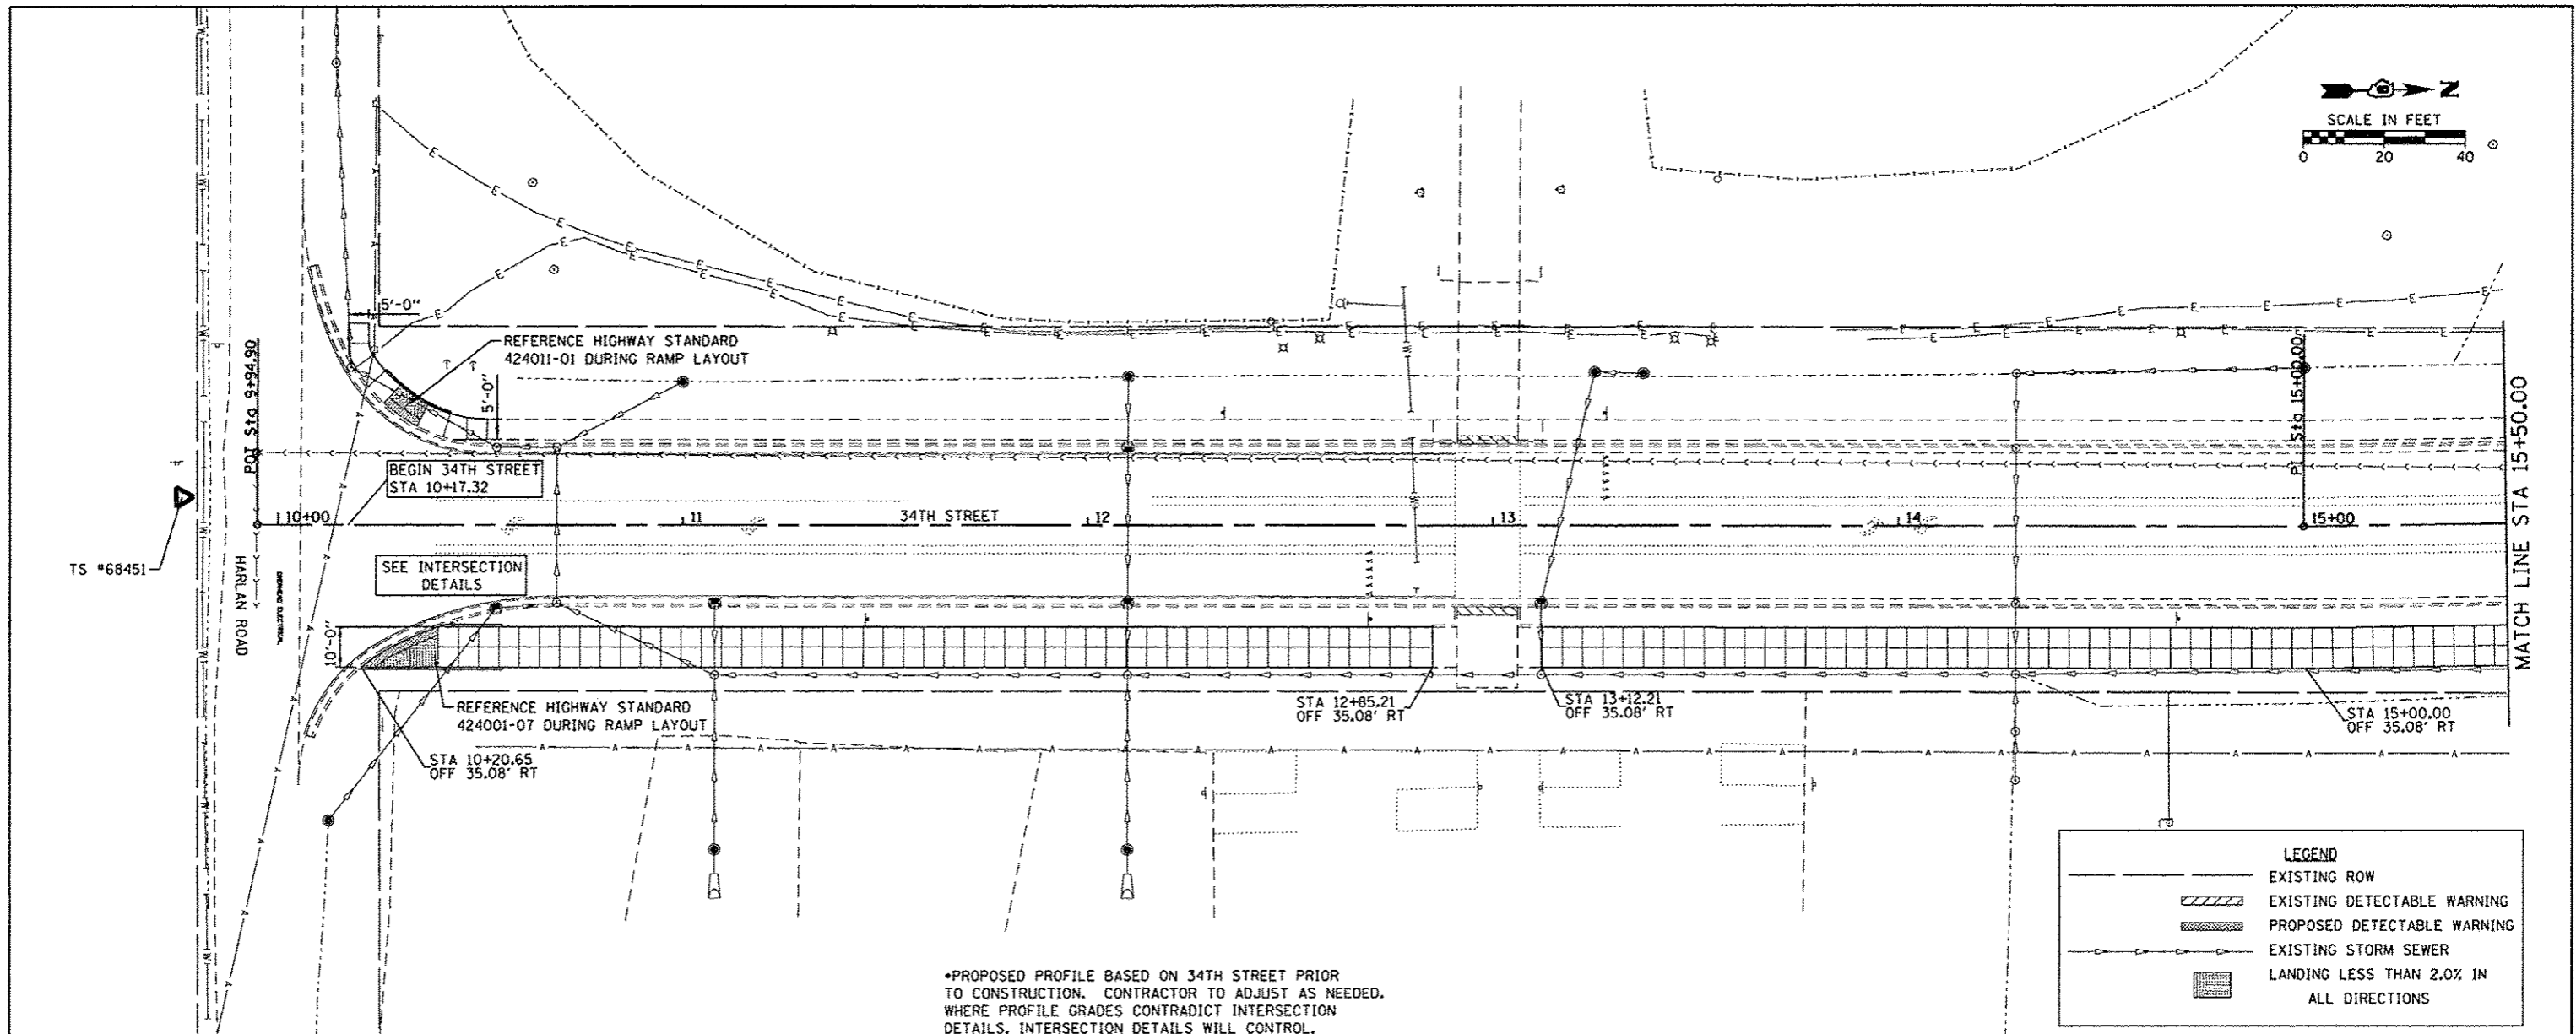 N
SCALE IN FEET
0 20 40
5'-0"
REFERENCE HIGHWAY STANDARD
424011-01 DURING RAMP LAYOUT
5'-0"
POT Sta 9+94.90
PI Sta 15+00.00
MATCH LINE STA 15+50.00
BEGIN 34TH STREET
STA 10+17.32
10+00
11
34TH STREET
12
13
14
15+00
TS #68451
HARLAN ROAD
SEE INTERSECTION
DETAILS
10'-0"
REFERENCE HIGHWAY STANDARD
424001-07 DURING RAMP LAYOUT
STA 10+20.65
OFF 35.08' RT
STA 12+85.21
OFF 35.08' RT
STA 13+12.21
OFF 35.08' RT
STA 15+00.00
OFF 35.08' RT
LEGEND
EXISTING ROW
EXISTING DETECTABLE WARNING
PROPOSED DETECTABLE WARNING
EXISTING STORM SEWER
LANDING LESS THAN 2.0% IN
ALL DIRECTIONS
*PROPOSED PROFILE BASED ON 34TH STREET PRIOR
TO CONSTRUCTION. CONTRACTOR TO ADJUST AS NEEDED.
WHERE PROFILE GRADES CONTRADICT INTERSECTION
DETAILS, INTERSECTION DETAILS WILL CONTROL.